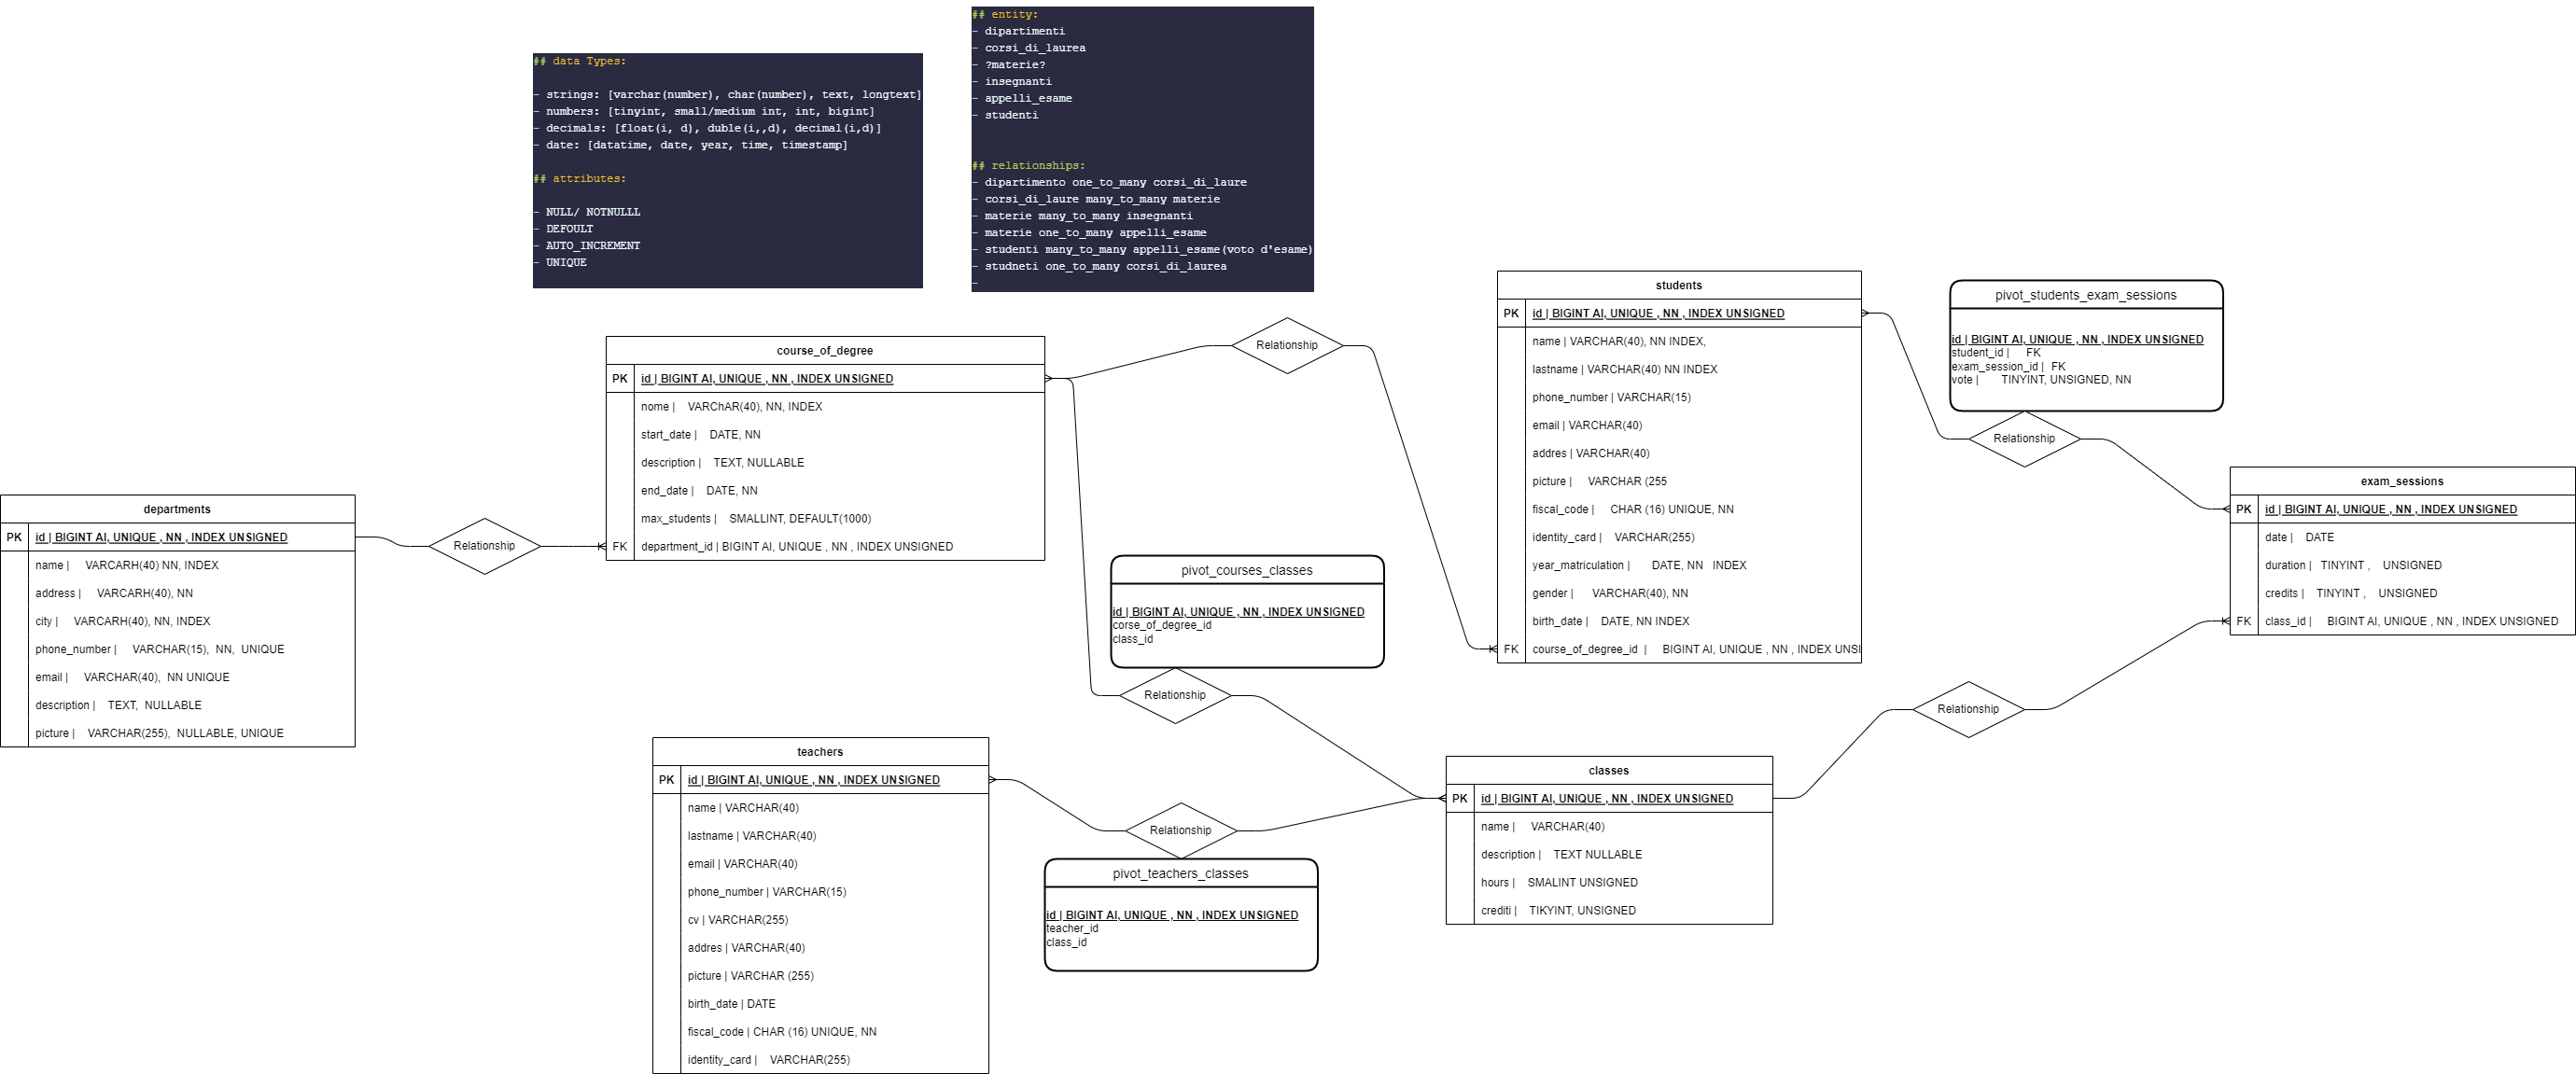 ## data Types:
- strings: [varchar(number), char(number), text, longtext]
- numbers: [tinyint, small/medium int, int, bigint]
- decimals: [float(i, d), duble(i,,d), decimal(i,d)]
- date: [datatime, date, year, time, timestamp]
## attributes:
- NULL/ NOTNULLL
- DEFOULT
- AUTO_INCREMENT
- UNIQUE
## entity:
- dipartimenti
- corsi_di_laurea
- ?materie?
- insegnanti
- appelli_esame
- studenti
## relationships:
- dipartimento one_to_many corsi_di_laure
- corsi_di_laure many_to_many materie
- materie many_to_many insegnanti
- materie one_to_many appelli_esame
- studenti many_to_many appelli_esame(voto d'esame)
- studneti one_to_many corsi_di_laurea
-
departments
PK id | BIGINT AI, UNIQUE , NN , INDEX UNSIGNED
name | VARCARH(40) NN, INDEX
address | VARCARH(40), NN
city | VARCARH(40), NN, INDEX
phone_number | VARCHAR(15), NN, UNIQUE
email | VARCHAR(40), NN UNIQUE
description | TEXT, NULLABLE
picture | VARCHAR(255), NULLABLE, UNIQUE
Relationship
course_of_degree
PK id | BIGINT AI, UNIQUE , NN , INDEX UNSIGNED
nome | VARChAR(40), NN, INDEX
start_date | DATE, NN
description | TEXT, NULLABLE
end_date | DATE, NN
max_students | SMALLINT, DEFAULT(1000)
FK department_id | BIGINT AI, UNIQUE , NN , INDEX UNSIGNED
Relationship
students
PK id | BIGINT AI, UNIQUE , NN , INDEX UNSIGNED
name | VARCHAR(40), NN INDEX,
lastname | VARCHAR(40) NN INDEX
phone_number | VARCHAR(15)
email | VARCHAR(40)
addres | VARCHAR(40)
picture | VARCHAR (255
fiscal_code | CHAR (16) UNIQUE, NN
identity_card | VARCHAR(255)
year_matriculation | DATE, NN INDEX
gender | VARCHAR(40), NN
birth_date | DATE, NN INDEX
FK course_of_degree_id | BIGINT AI, UNIQUE , NN , INDEX UNSI
pivot_students_exam_sessions
id | BIGINT AI, UNIQUE , NN , INDEX UNSIGNED
student_id | FK
exam_session_id | FK
vote | TINYINT, UNSIGNED, NN
Relationship
exam_sessions
PK id | BIGINT AI, UNIQUE , NN , INDEX UNSIGNED
date | DATE
duration | TINYINT , UNSIGNED
credits | TINYINT , UNSIGNED
FK class_id | BIGINT AI, UNIQUE , NN , INDEX UNSIGNED
pivot_courses_classes
id | BIGINT AI, UNIQUE , NN , INDEX UNSIGNED
corse_of_degree_id
class_id
Relationship
Relationship
teachers
PK id | BIGINT AI, UNIQUE , NN , INDEX UNSIGNED
name | VARCHAR(40)
lastname | VARCHAR(40)
email | VARCHAR(40)
phone_number | VARCHAR(15)
cv | VARCHAR(255)
addres | VARCHAR(40)
picture | VARCHAR (255)
birth_date | DATE
fiscal_code | CHAR (16) UNIQUE, NN
identity_card | VARCHAR(255)
Relationship
pivot_teachers_classes
id | BIGINT AI, UNIQUE , NN , INDEX UNSIGNED
teacher_id
class_id
classes
PK id | BIGINT AI, UNIQUE , NN , INDEX UNSIGNED
name | VARCHAR(40)
description | TEXT NULLABLE
hours | SMALINT UNSIGNED
crediti | TIKYINT, UNSIGNED